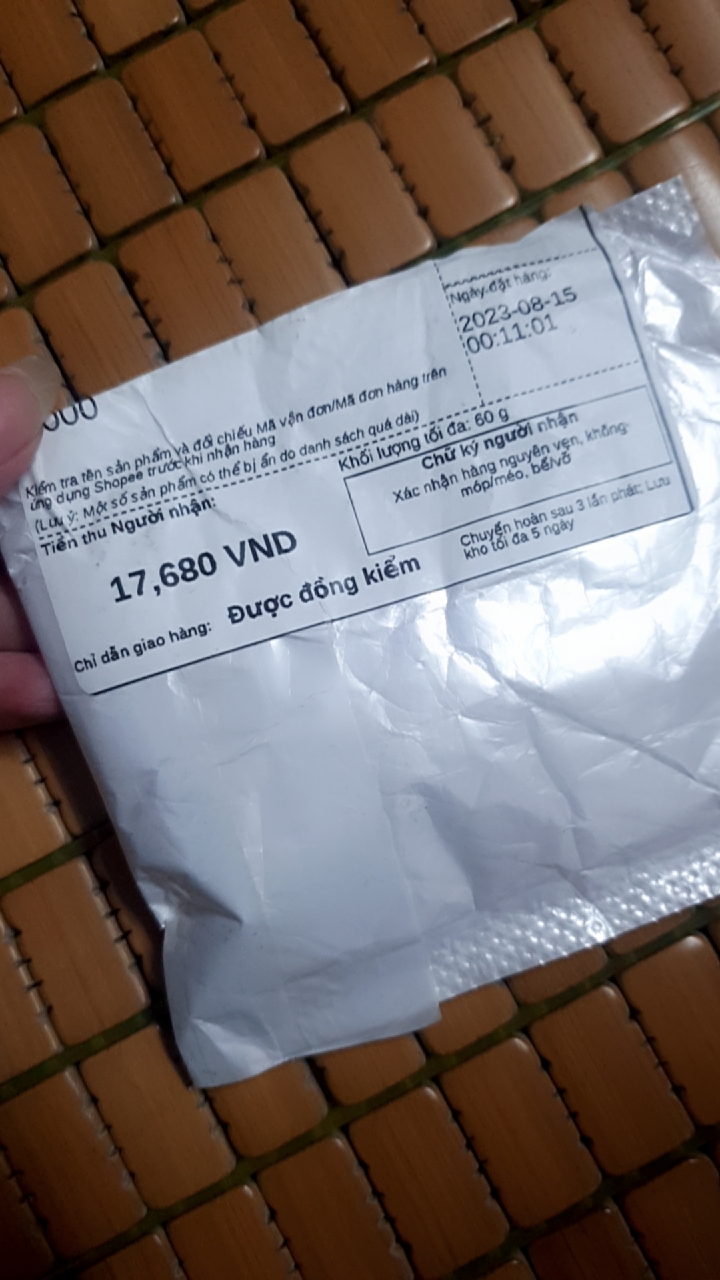 Ngày đặt hàng:
2023-08-15
00:11:01
Kiểm tra tên sản phẩm và đối chiếu Mã vận đơn/Mã đơn hàng trên
ứng dụng Shopee trước khi nhận hàng
(Lưu ý: Một số sản phẩm có thể bị ẩn do danh sách quá dài)
Khối lượng tối đa: 60 g
Tiền thu Người nhận:
17,680 VND
Chữ ký người nhận
Xác nhận hàng nguyên vẹn, không
móp/méo, bể/vỡ
Chỉ dẫn giao hàng: Được đồng kiểm
Chuyển hoàn sau 3 lần phát; Lưu
kho tối đa 5 ngày